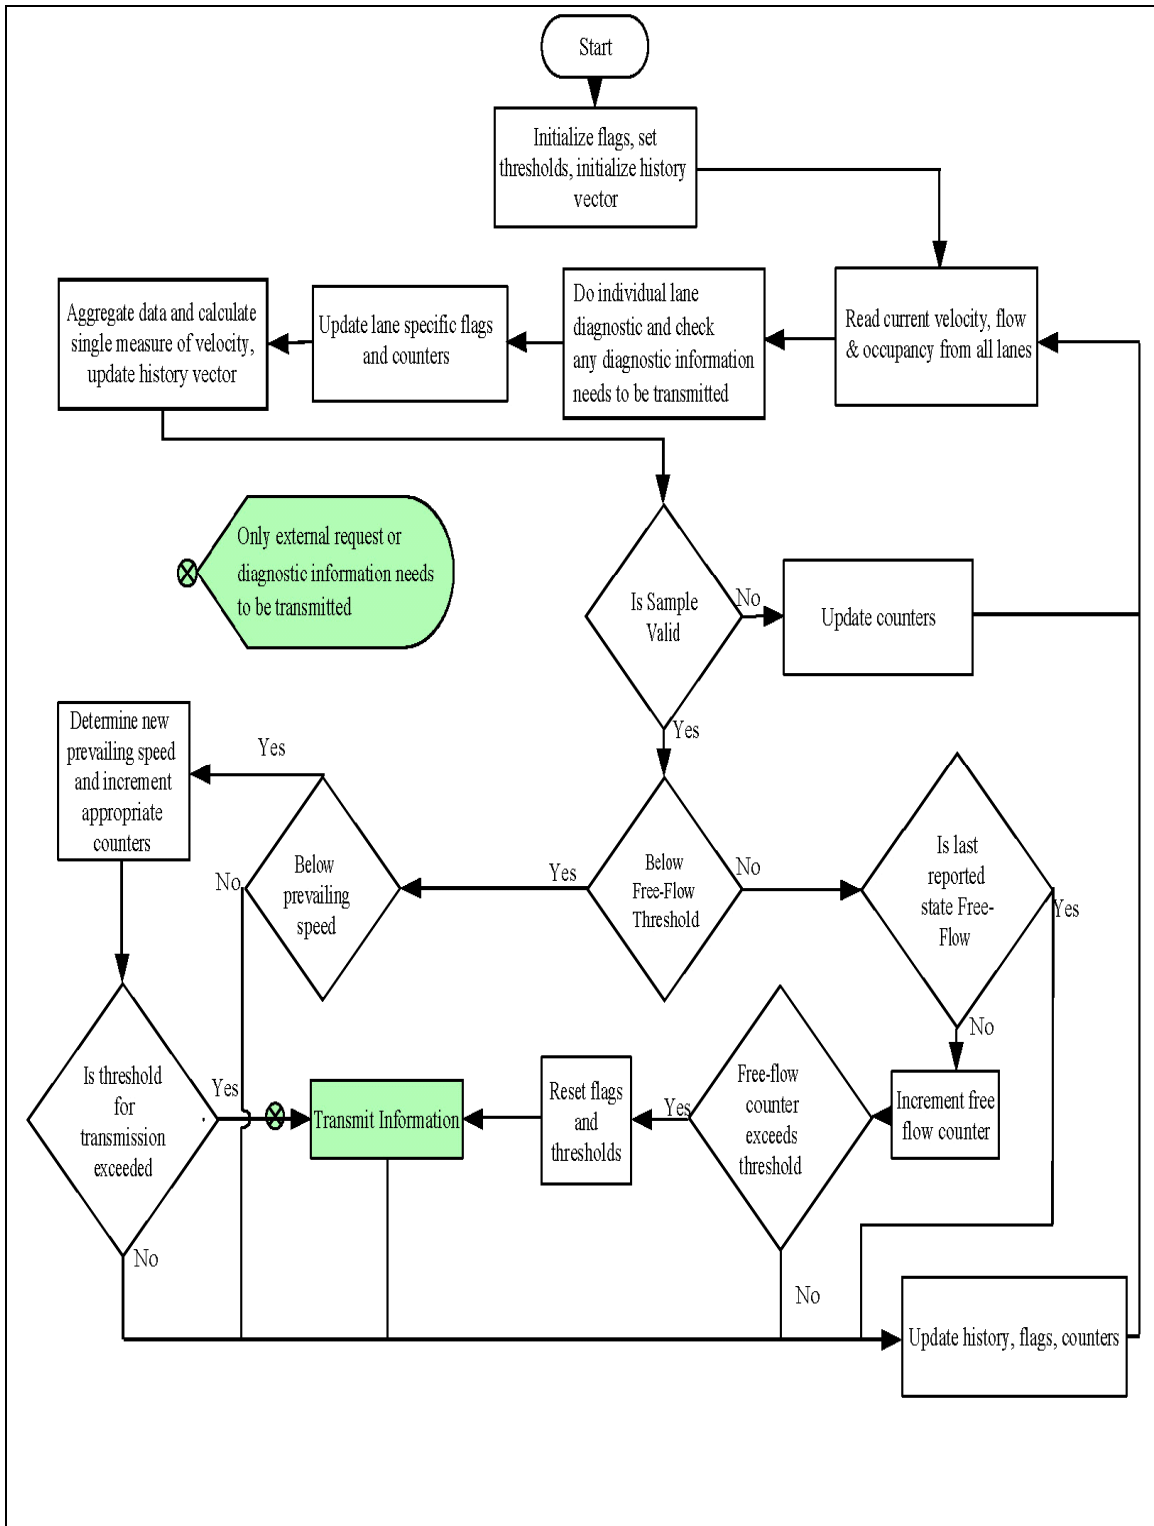 Start
Initialize flags, set
thresholds, initialize history
vector
Aggregate data and calculate
single measure of velocity,
update history vector
Update lane specific flags
and counters
Do individual lane
diagnostic and check
any diagnostic information
needs to be transmitted
Read current velocity, flow
& occupancy from all lanes
Only external request or
diagnostic information needs
to be transmitted
Is Sample
Valid
No
Update counters
Yes
Determine new
prevailing speed
and increment
appropriate
counters
Yes
Below
prevailing
speed
No
Yes
Below
Free-Flow
Threshold
No
Is last
reported
state Free-
Flow
Yes
No
Is threshold
for
transmission
exceeded
Yes
Transmit Information
Reset flags
and
thresholds
Yes
Free-flow
counter
exceeds
threshold
Increment free
flow counter
No
No
Update history, flags, counters